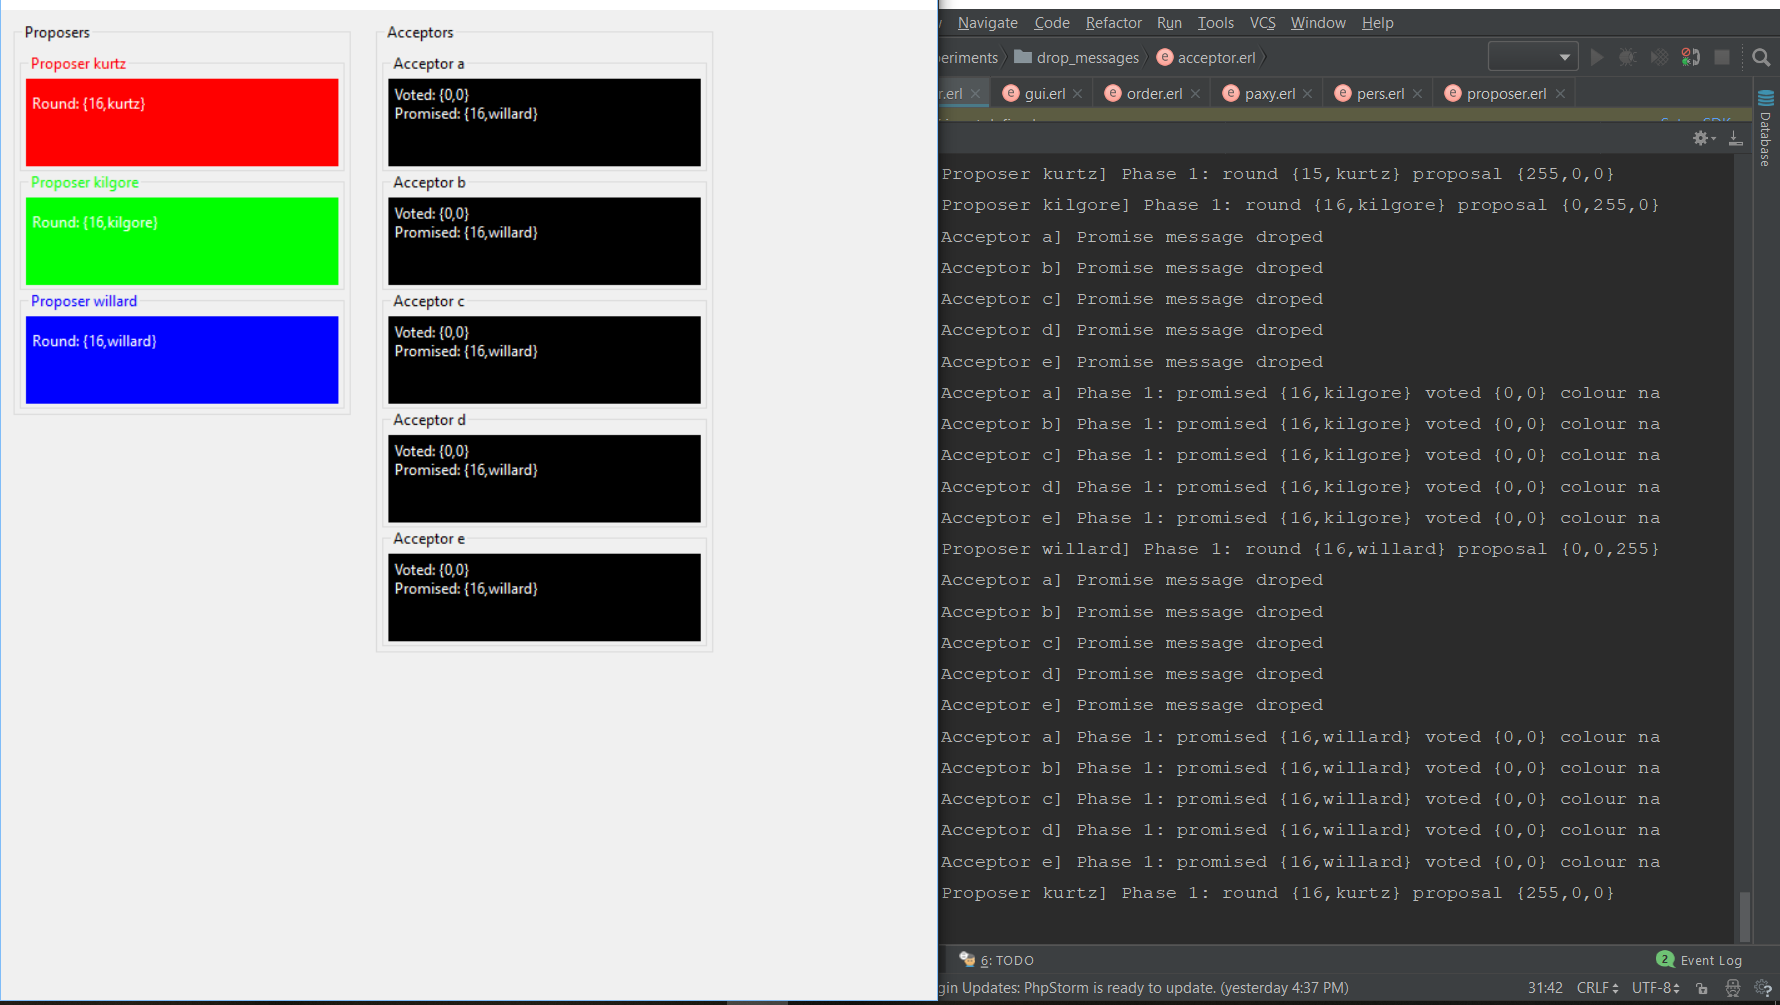 Proposers
Proposer kurtz
Round: {16,kurtz}
Proposer kilgore
Round: {16,kilgore}
Proposer willard
Round: {16,willard}
Acceptors
Acceptor a
Voted: {0,0}
Promised: {16,willard}
Acceptor b
Voted: {0,0}
Promised: {16,willard}
Acceptor c
Voted: {0,0}
Promised: {16,willard}
Acceptor d
Voted: {0,0}
Promised: {16,willard}
Acceptor e
Voted: {0,0}
Promised: {16,willard}
Navigate Code Refactor Run Tools VCS Window Help
eriments drop_messages acceptor.erl
r.erl gui.erl order.erl paxy.erl pers.erl proposer.erl
Database
Proposer kurtz] Phase 1: round {15,kurtz} proposal {255,0,0}
Proposer kilgore] Phase 1: round {16,kilgore} proposal {0,255,0}
Acceptor a] Promise message droped
Acceptor b] Promise message droped
Acceptor c] Promise message droped
Acceptor d] Promise message droped
Acceptor e] Promise message droped
Acceptor a] Phase 1: promised {16,kilgore} voted {0,0} colour na
Acceptor b] Phase 1: promised {16,kilgore} voted {0,0} colour na
Acceptor c] Phase 1: promised {16,kilgore} voted {0,0} colour na
Acceptor d] Phase 1: promised {16,kilgore} voted {0,0} colour na
Acceptor e] Phase 1: promised {16,kilgore} voted {0,0} colour na
Proposer willard] Phase 1: round {16,willard} proposal {0,0,255}
Acceptor a] Promise message droped
Acceptor b] Promise message droped
Acceptor c] Promise message droped
Acceptor d] Promise message droped
Acceptor e] Promise message droped
Acceptor a] Phase 1: promised {16,willard} voted {0,0} colour na
Acceptor b] Phase 1: promised {16,willard} voted {0,0} colour na
Acceptor c] Phase 1: promised {16,willard} voted {0,0} colour na
Acceptor d] Phase 1: promised {16,willard} voted {0,0} colour na
Acceptor e] Phase 1: promised {16,willard} voted {0,0} colour na
Proposer kurtz] Phase 1: round {16,kurtz} proposal {255,0,0}
6: TODO
2 Event Log
gin Updates: PhpStorm is ready to update. (yesterday 4:37 PM)
31:42 CRLF UTF-8